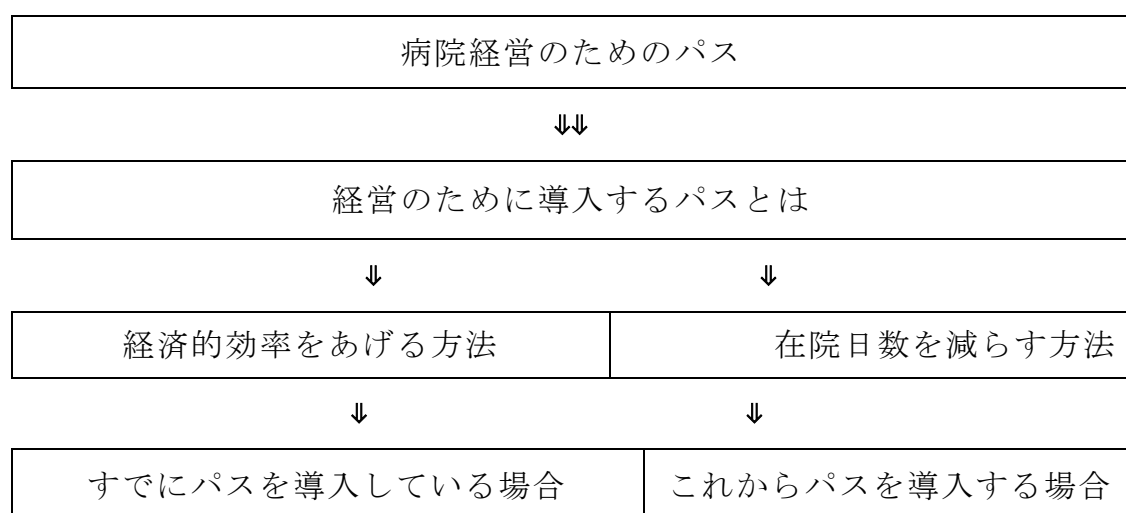 病院経営のためのパス
⇓⇓
経営のために導入するパスとは
⇓ ⇓
経済的効率をあげる方法 在院日数を減らす方法
⇓ ⇓
すでにパスを導入している場合 これからパスを導入する場合